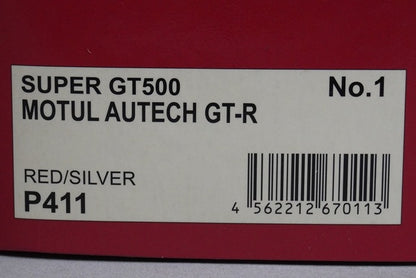 SUPER GT500 No.1
MOTUL AUTECH GT-R
RED/SILVER
P411
4 562212 670113